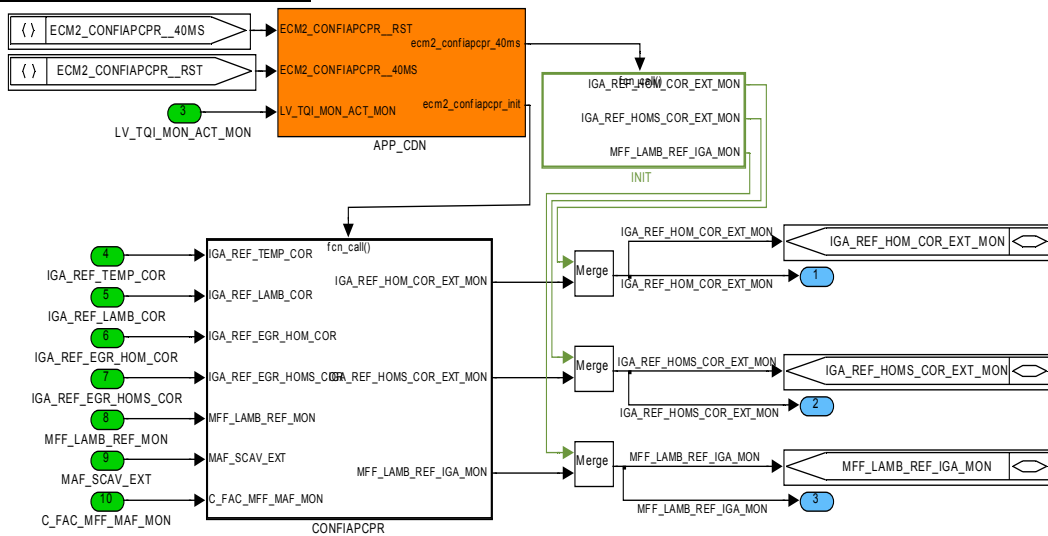 ECM2_CONFIAPCPR__40MS
ECM2_CONFIAPCPR__RST
3
LV_TQI_MON_ACT_MON
ECM2_CONFIAPCPR__RST
ecm2_confiapcpr_40ms
ECM2_CONFIAPCPR__40MS
ecm2_confiapcpr_init
LV_TQI_MON_ACT_MON
APP_CDN
fcn_call()
IGA_REF_HOM_COR_EXT_MON
IGA_REF_HOMS_COR_EXT_MON
MFF_LAMB_REF_IGA_MON
INIT
4
IGA_REF_TEMP_COR
5
IGA_REF_LAMB_COR
6
IGA_REF_EGR_HOM_COR
7
IGA_REF_EGR_HOMS_COR
8
MFF_LAMB_REF_MON
9
MAF_SCAV_EXT
10
C_FAC_MFF_MAF_MON
fcn_call()
IGA_REF_TEMP_COR
IGA_REF_HOM_COR_EXT_MON
IGA_REF_LAMB_COR
IGA_REF_EGR_HOM_COR
IGA_REF_EGR_HOMS_COR
IGA_REF_HOMS_COR_EXT_MON
MFF_LAMB_REF_MON
MAF_SCAV_EXT
MFF_LAMB_REF_IGA_MON
C_FAC_MFF_MAF_MON
CONFIAPCPR
Merge
IGA_REF_HOM_COR_EXT_MON
IGA_REF_HOM_COR_EXT_MON
IGA_REF_HOM_COR_EXT_MON
1
Merge
IGA_REF_HOMS_COR_EXT_MON
IGA_REF_HOMS_COR_EXT_MON
IGA_REF_HOMS_COR_EXT_MON
2
Merge
MFF_LAMB_REF_IGA_MON
MFF_LAMB_REF_IGA_MON
MFF_LAMB_REF_IGA_MON
3